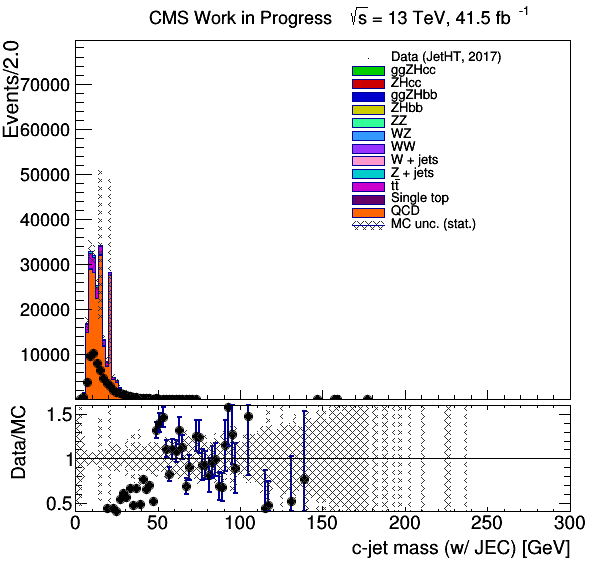 CMS Work in Progress √s = 13 TeV, 41.5 fb⁻¹
Events/2.0
80000
70000
60000
50000
40000
30000
20000
10000
Data (JetHT, 2017)
ggZHcc
ZHcc
ggZHbb
ZHbb
ZZ
WZ
WW
W + jets
Z + jets
tt̄
Single top
QCD
MC unc. (stat.)
Data/MC
1.5
1
0.5
0 50 100 150 200 250 300
c-jet mass (w/ JEC) [GeV]